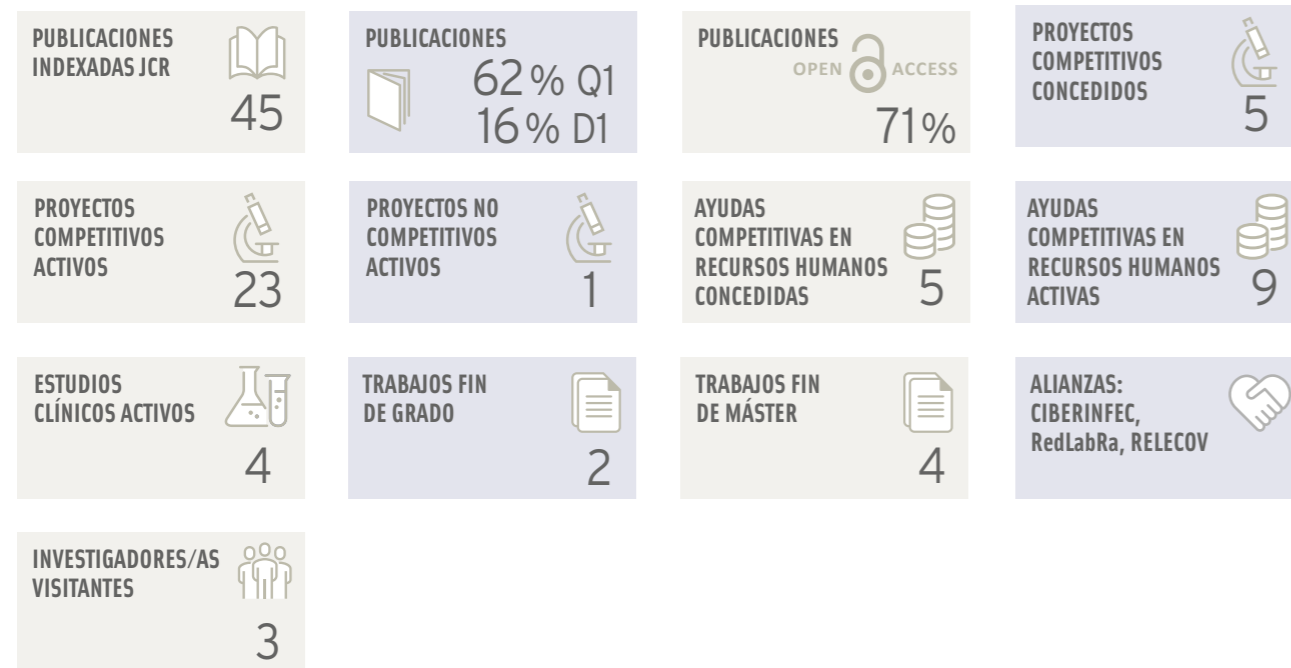 PUBLICACIONES
INDEXADAS JCR
45
PUBLICACIONES
62% Q1
16% D1
PUBLICACIONES
OPEN ACCESS
71%
PROYECTOS
COMPETITIVOS
CONCEDIDOS
5
PROYECTOS
COMPETITIVOS
ACTIVOS
23
PROYECTOS NO
COMPETITIVOS
ACTIVOS
1
AYUDAS
COMPETITIVAS EN
RECURSOS HUMANOS
CONCEDIDAS
5
AYUDAS
COMPETITIVAS EN
RECURSOS HUMANOS
ACTIVAS
9
ESTUDIOS
CLÍNICOS ACTIVOS
4
TRABAJOS FIN
DE GRADO
2
TRABAJOS FIN
DE MÁSTER
4
ALIANZAS:
CIBERINFEC,
RedLabRa, RELECOV
INVESTIGADORES/AS
VISITANTES
3